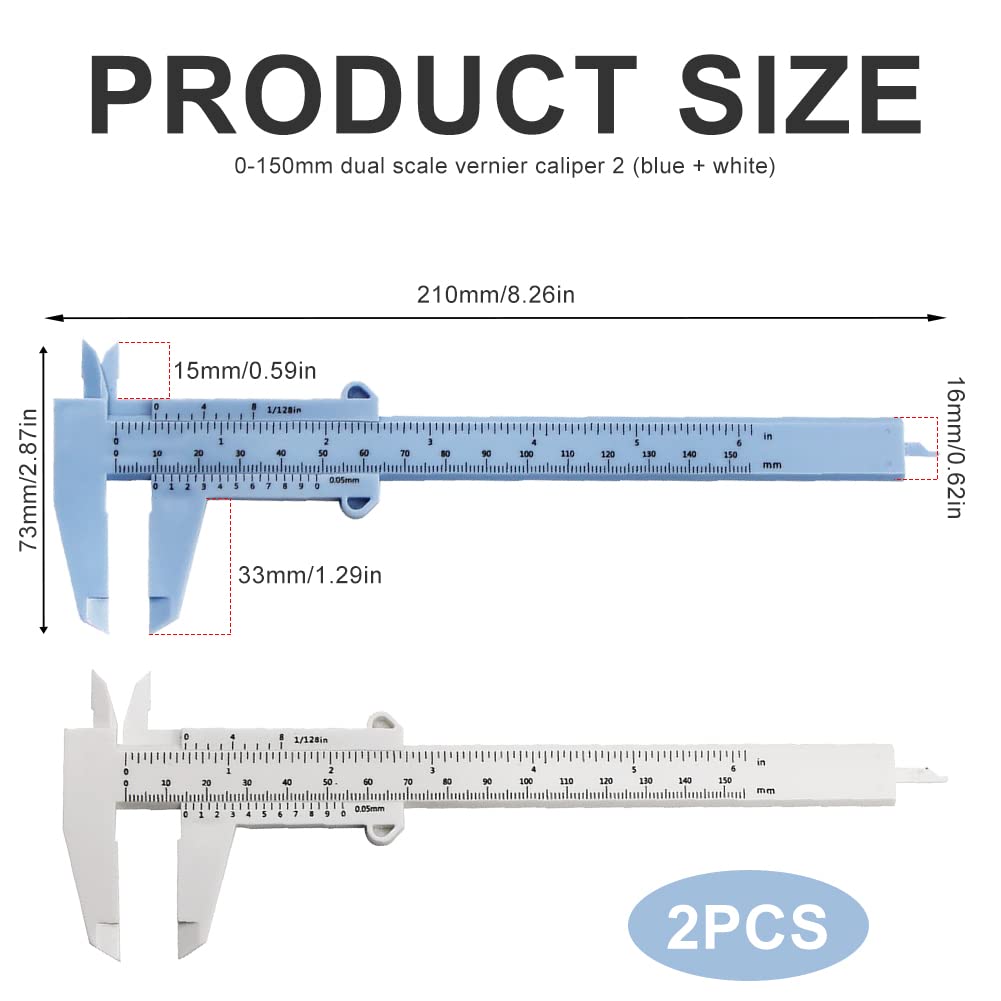 PRODUCT SIZE
0-150mm dual scale vernier caliper 2 (blue + white)
210mm/8.26in
15mm/0.59in
73mm/2.87in
16mm/0.62in
0 4 8 1/128in
0 1 2 3 4 5 6 in
0 10 20 30 40 50 60 70 80 90 100 110 120 130 140 150 mm
0 1 2 3 4 5 6 7 8 9 0 0.05mm
33mm/1.29in
0 4 8 1/128in
0 1 2 3 4 5 6 in
0 10 20 30 40 50 60 70 80 90 100 110 120 130 140 150 mm
0 1 2 3 4 5 6 7 8 9 0 0.05mm
2PCS